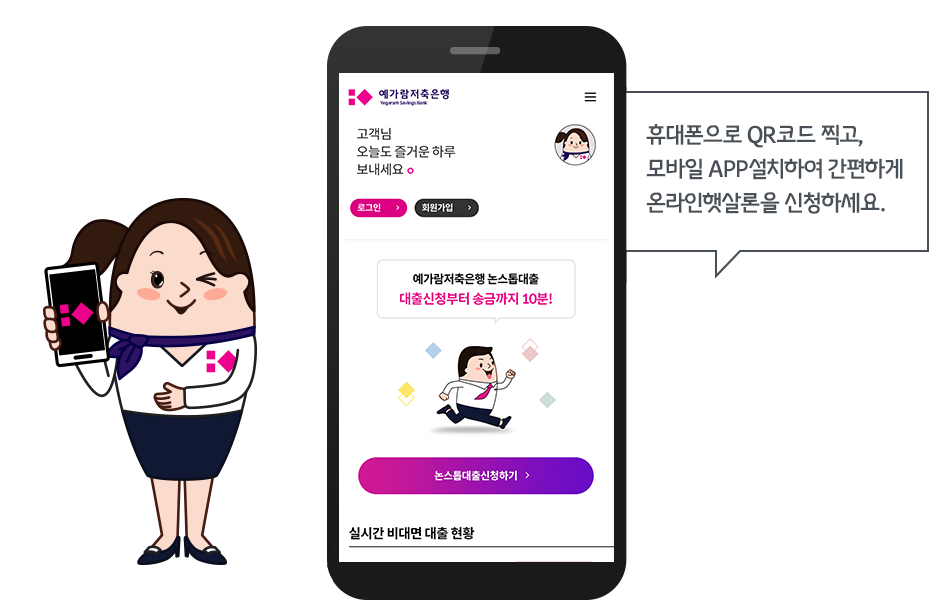 예가람저축은행
Yegaram Savings Bank
고객님
오늘도 즐거운 하루
보내세요
로그인
회원가입
예가람저축은행 논스톱대출
대출신청부터 송금까지 10분!
논스톱대출신청하기
실시간 비대면 대출 현황
휴대폰으로 QR코드 찍고,
모바일 APP설치하여 간편하게
온라인햇살론을 신청하세요.